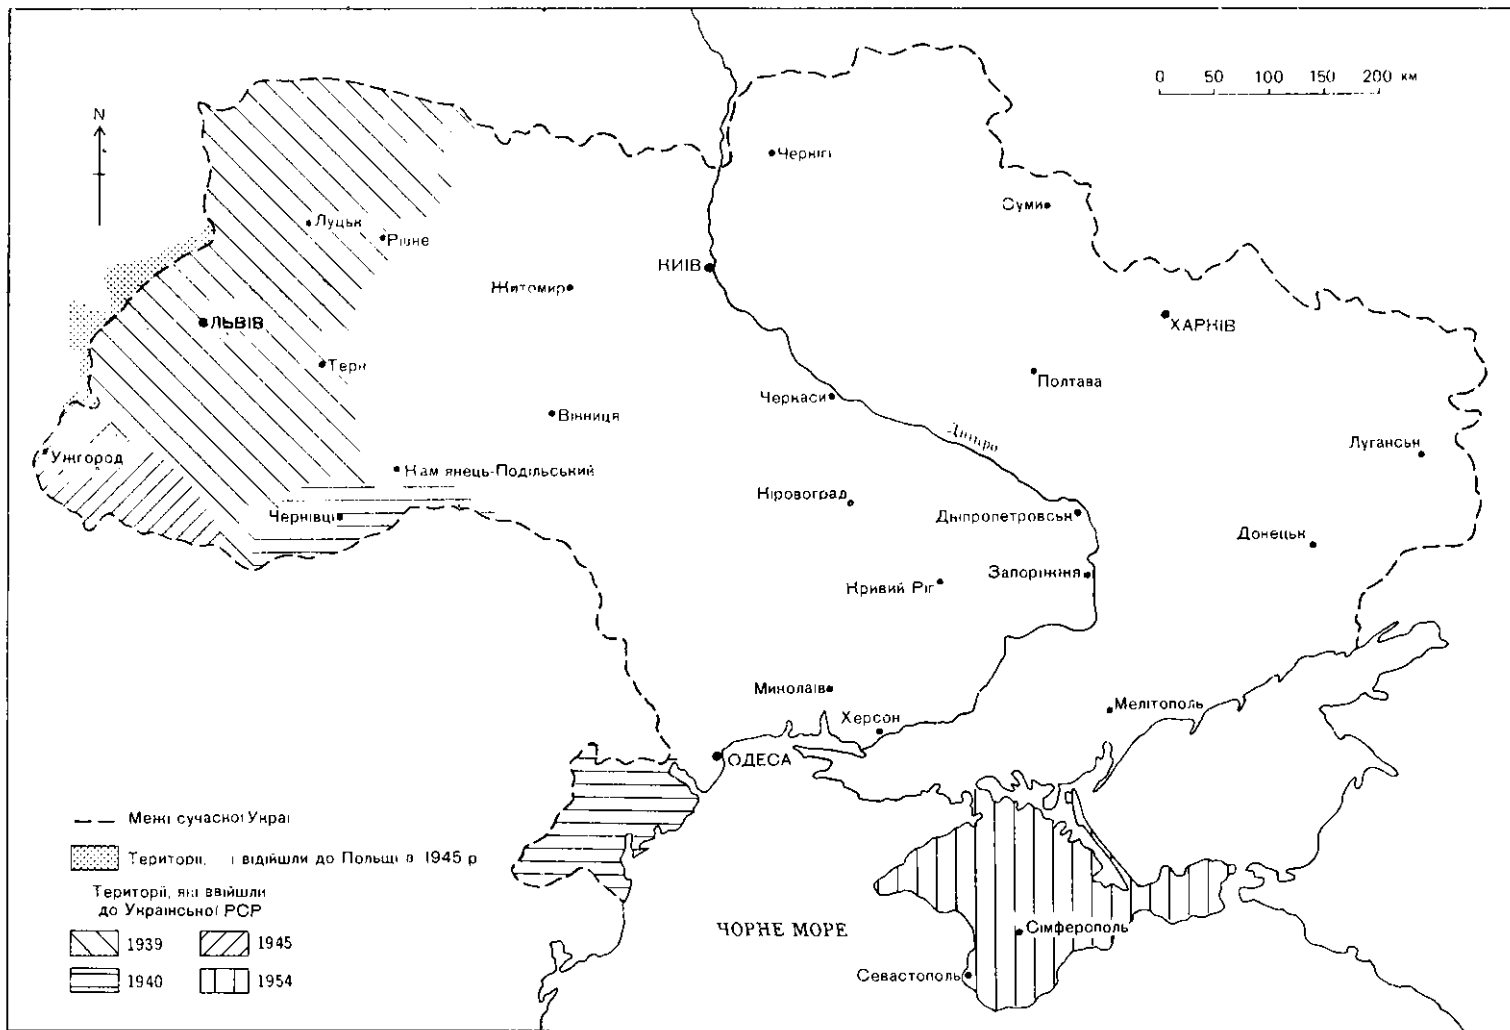 0 50 100 150 200 км
N
Черніг
Суми
Луцьк
Рівне
КИЇВ
Житомир
ЛЬВІВ
ХАРКІВ
Терн
Полтава
Черкаси
Вінниця
Дніпро
Луганськ
Ужгород
Кам янець-Подільський
Кіровоград
Чернівці
Дніпропетровськ
Донецьк
Запоріжжя
Кривий Ріг
Миколаїв
Мелітополь
Херсон
ОДЕСА
Межі сучасної Украї
Території, і відійшли до Польщі в 1945 р
Території, які ввійшли
до Української РСР
1939 1945
1940 1954
ЧОРНЕ МОРЕ
Сімферополь
Севастополь